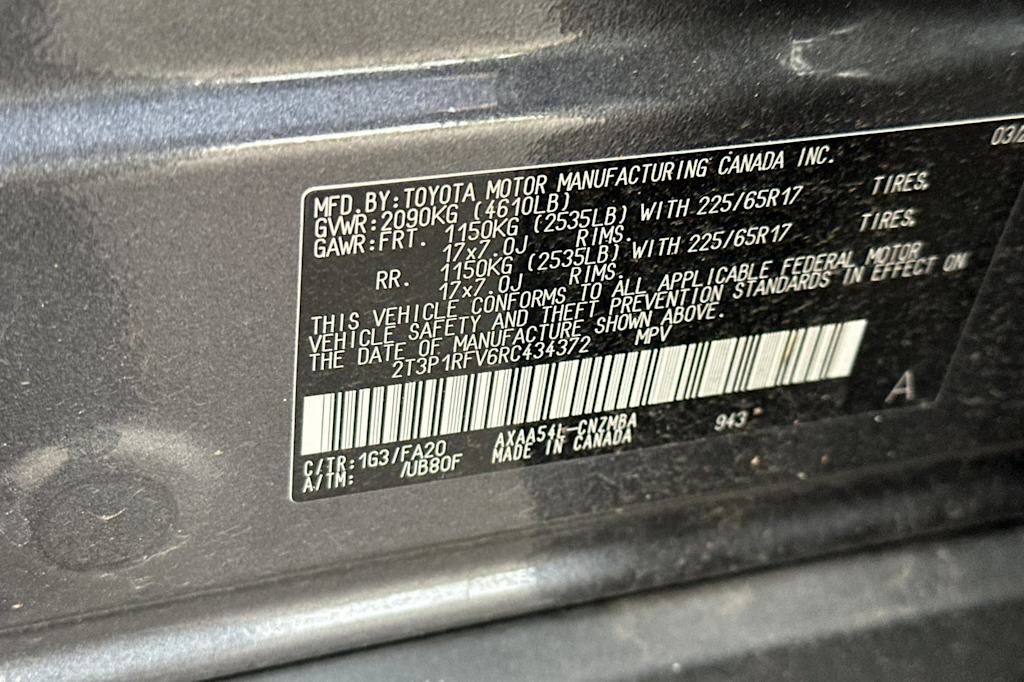 03/2
MFD.BY:TOYOTA MOTOR MANUFACTURING CANADA INC.
GVWR:2090KG (4610LB)
GAWR:FRT. 1150KG (2535LB) WITH 225/65R17 TIRES,
17x7.0J RIMS.
RR. 1150KG (2535LB) WITH 225/65R17 TIRES,
17x7.0J RIMS.
THIS VEHICLE CONFORMS TO ALL APPLICABLE FEDERAL MOTOR
VEHICLE SAFETY AND THEFT PREVENTION STANDARDS IN EFFECT ON
THE DATE OF MANUFACTURE SHOWN ABOVE.
2T3P1RFV6RC434372 MPV
A
C/TR:1G3/FA20 AXAA54L-CNZMBA 943
A/TM: /UB80F MADE IN CANADA